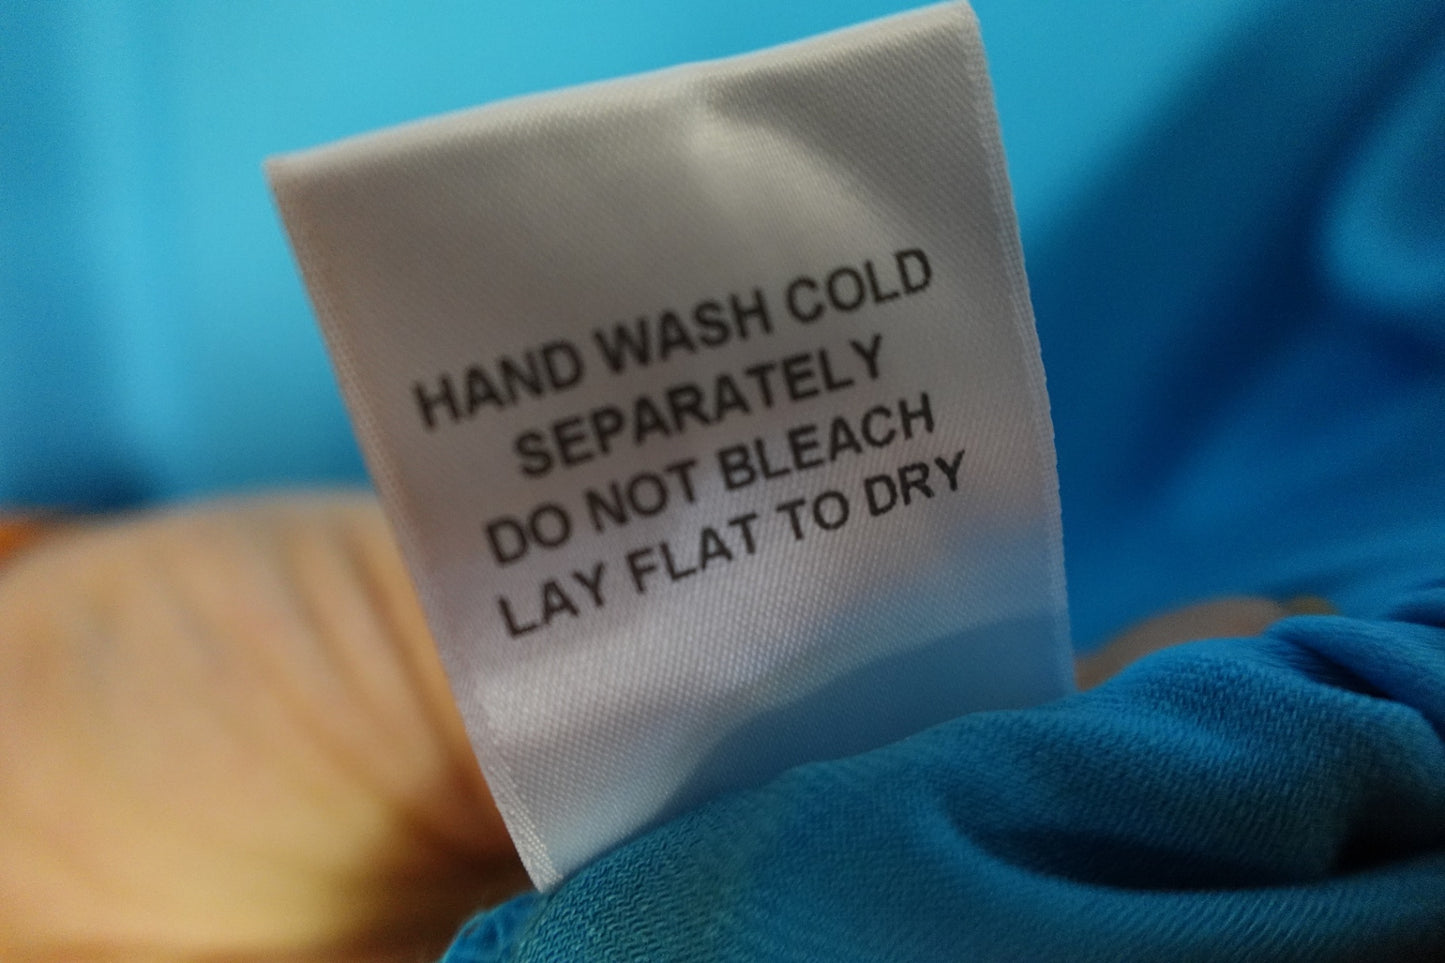 HAND WASH COLD
SEPARATELY
DO NOT BLEACH
LAY FLAT TO DRY